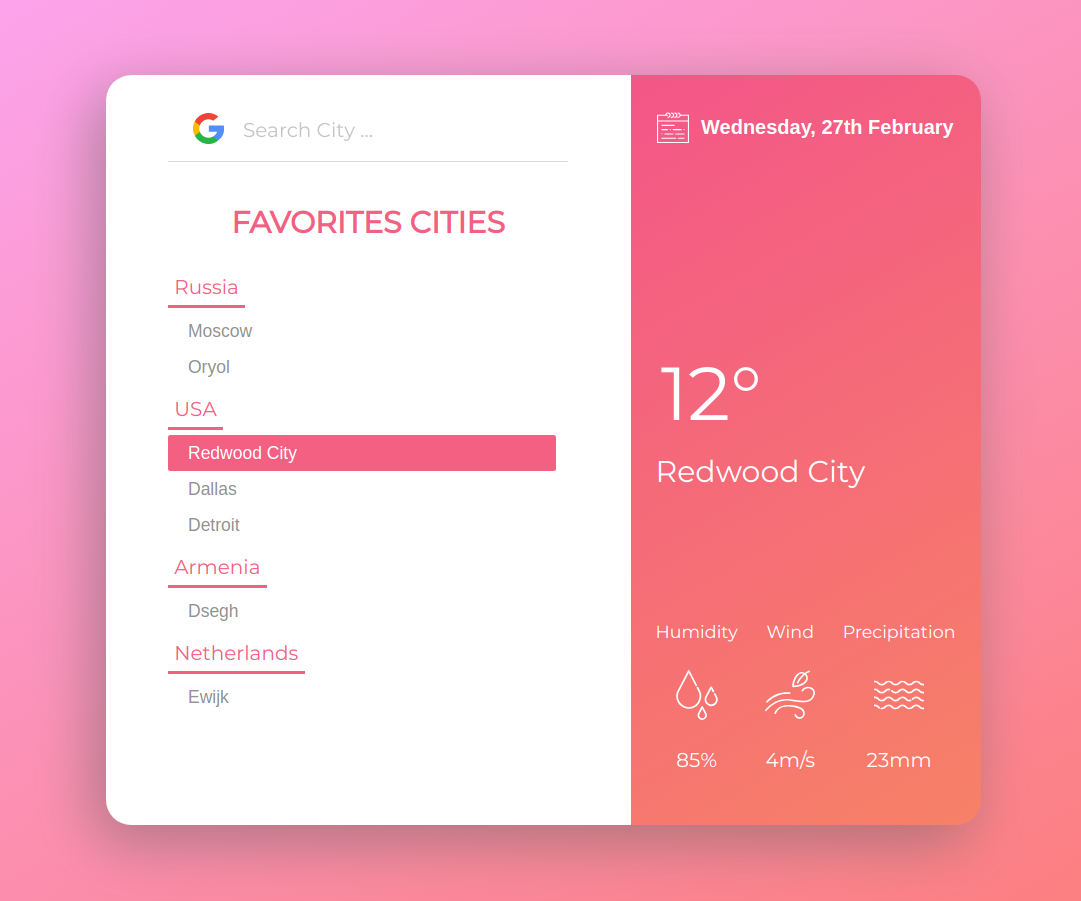 Search City ...
FAVORITES CITIES
Russia
Moscow
Oryol
USA
Redwood City
Dallas
Detroit
Armenia
Dsegh
Netherlands
Ewijk
Wednesday, 27th February
12°
Redwood City
Humidity Wind Precipitation
85% 4m/s 23mm